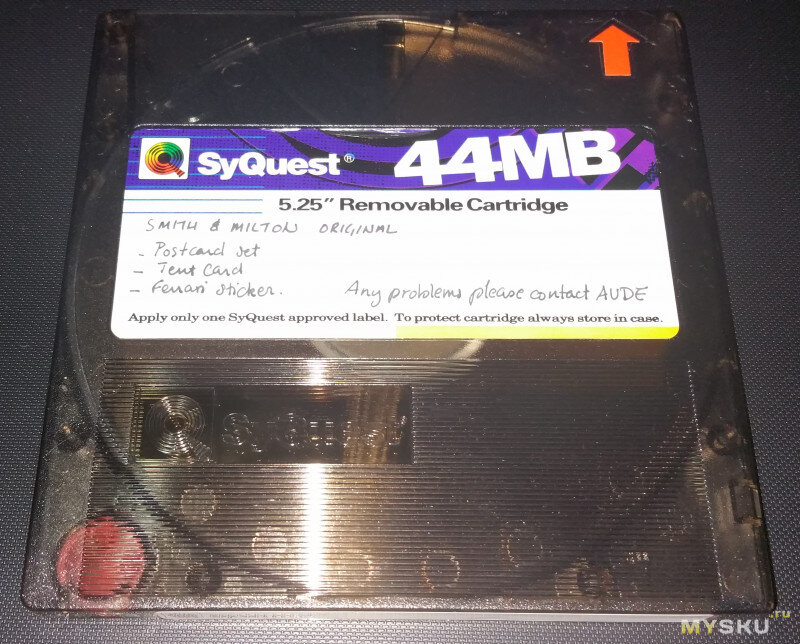 SyQuest® 44MB
5.25" Removable Cartridge
SMITH & MILTON ORIGINAL
- Postcard set
- Tent Card
- Ferrari sticker. Any problems please contact AUDE
Apply only one SyQuest approved label. To protect cartridge always store in case.
SyQuest
MYSKU.ru